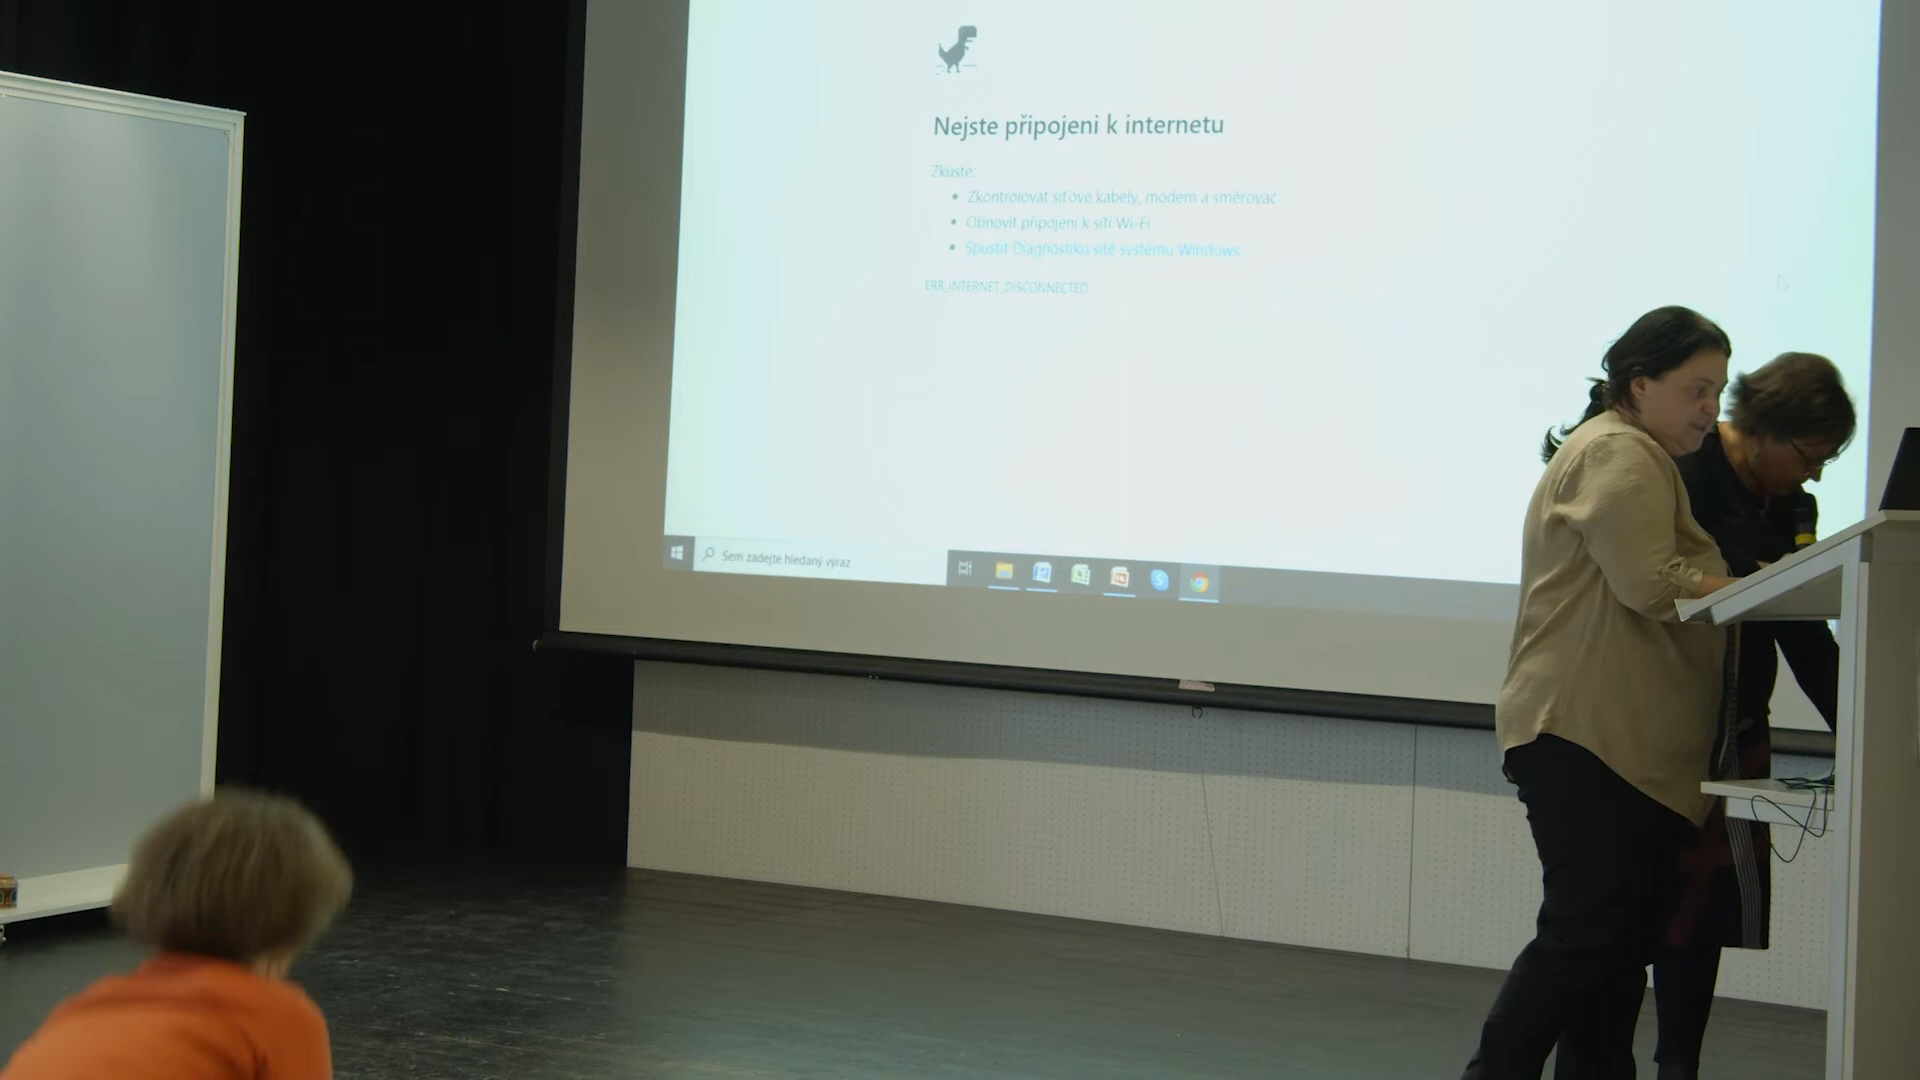 Nejste připojeni k internetu
Zkuste:
Zkontrolovat síťové kabely, modem a směrovač
Obnovit připojení k síti Wi-Fi
Spustit Diagnostiku sítě systému Windows
ERR_INTERNET_DISCONNECTED
Sem zadejte hledaný výraz